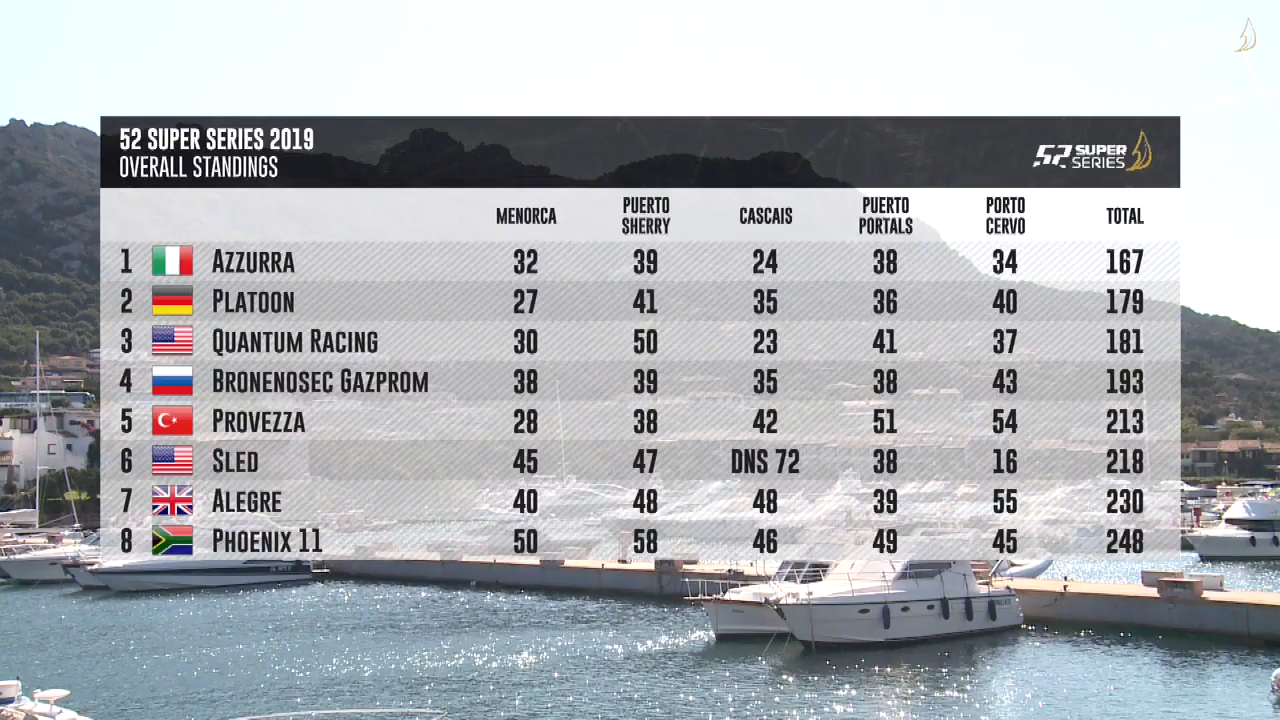 52 SUPER SERIES 2019
OVERALL STANDINGS
52 SUPER SERIES
MENORCA PUERTO SHERRY CASCAIS PUERTO PORTALS PORTO CERVO TOTAL
1 AZZURRA 32 39 24 38 34 167
2 PLATOON 27 41 35 36 40 179
3 QUANTUM RACING 30 50 23 41 37 181
4 BRONENOSEC GAZPROM 38 39 35 38 43 193
5 PROVEZZA 28 38 42 51 54 213
6 SLED 45 47 DNS 72 38 16 218
7 ALEGRE 40 48 48 39 55 230
8 PHOENIX 11 50 58 46 49 45 248